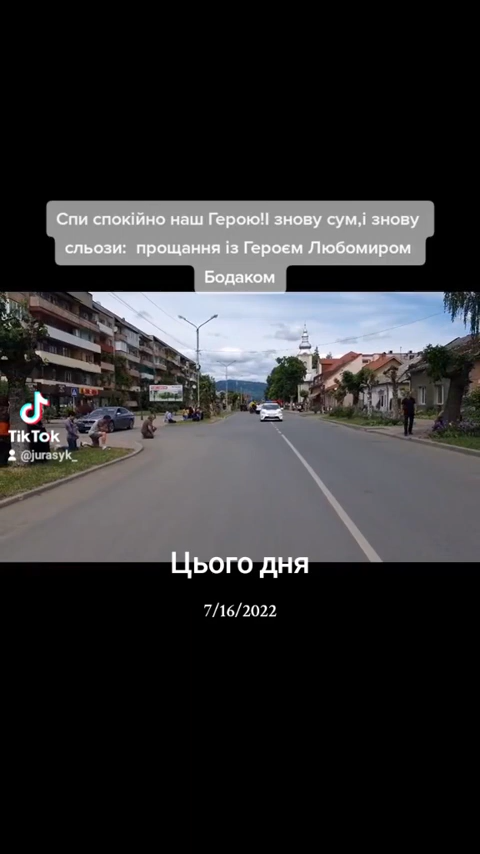 Спи спокійно наш Герою!І знову сум,і знову
сльози:  прощання із Героєм Любомиром
Бодаком
TikTok
@jurasyk_
Цього дня
7/16/2022